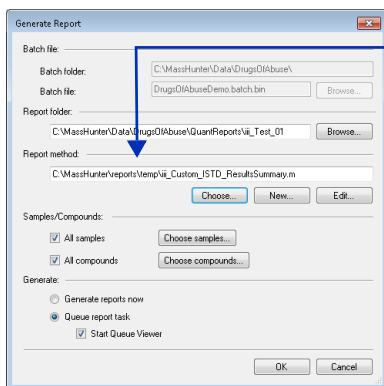 Generate Report
Batch file:
Batch folder: C:\MassHunter\Data\DrugsOfAbuse\
Batch file: DrugsOfAbuseDemo.batch.bin Browse...
Report folder:
C:\MassHunter\Data\DrugsOfAbuse\QuantReports\iii_Test_01 Browse...
Report method:
C:\MassHunter\reports\temp\iii_Custom_ISTD_ResultsSummary.m
Choose... New... Edit...
Samples/Compounds:
All samples Choose samples...
All compounds Choose compounds...
Generate:
Generate reports now
Queue report task
Start Queue Viewer
OK Cancel